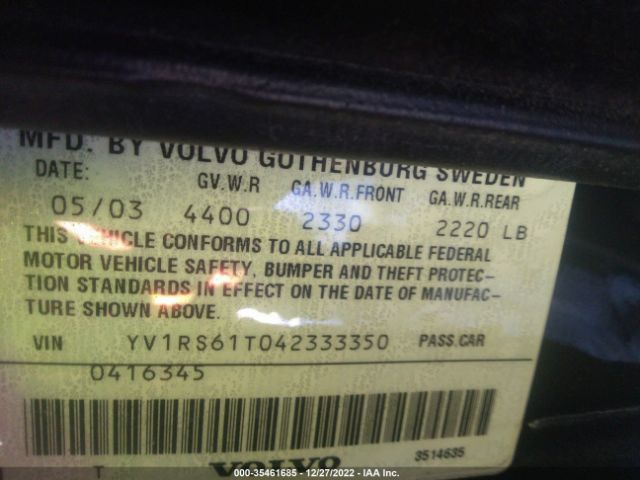 MFD. BY VOLVO GOTHENBURG SWEDEN
DATE: GV.W.R GA.W.R.FRONT GA.W.R.REAR
05/03 4400 2330 2220 LB
THIS VEHICLE CONFORMS TO ALL APPLICABLE FEDERAL
MOTOR VEHICLE SAFETY, BUMPER AND THEFT PROTEC-
TION STANDARDS IN EFFECT ON THE DATE OF MANUFAC-
TURE SHOWN ABOVE.
VIN YV1RS61T042333350 PASS.CAR
0416345
3514635
T VOLVO
000-35461685 - 12/27/2022 - IAA Inc.